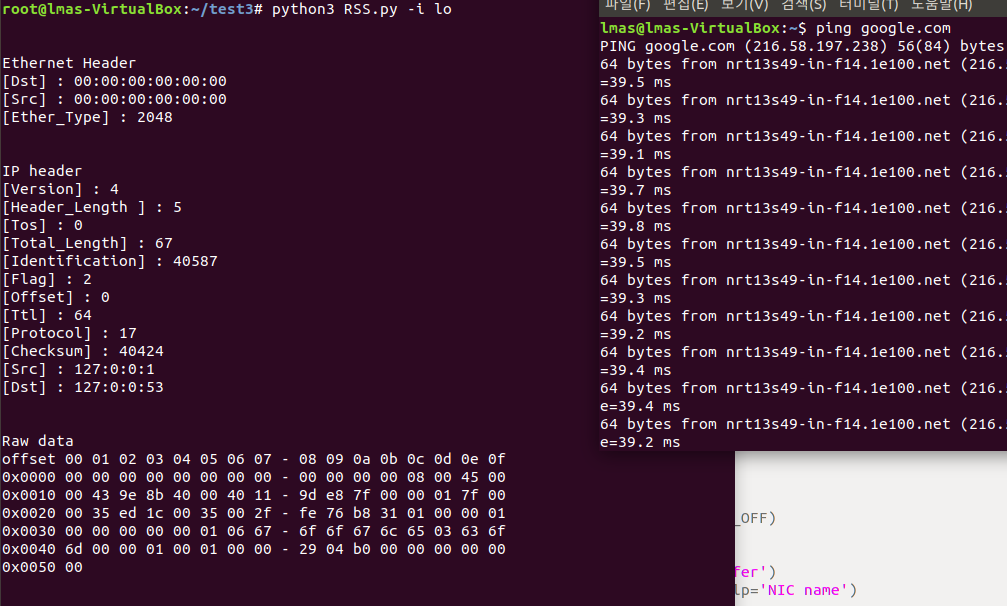 root@lmas-VirtualBox:~/test3# python3 RSS.py -i lo
Ethernet Header
[Dst] : 00:00:00:00:00:00
[Src] : 00:00:00:00:00:00
[Ether_Type] : 2048
IP header
[Version] : 4
[Header_Length ] : 5
[Tos] : 0
[Total_Length] : 67
[Identification] : 40587
[Flag] : 2
[Offset] : 0
[Ttl] : 64
[Protocol] : 17
[Checksum] : 40424
[Src] : 127:0:0:1
[Dst] : 127:0:0:53
Raw data
offset 00 01 02 03 04 05 06 07 - 08 09 0a 0b 0c 0d 0e 0f
0x0000 00 00 00 00 00 00 00 00 - 00 00 00 00 08 00 45 00
0x0010 00 43 9e 8b 40 00 40 11 - 9d e8 7f 00 00 01 7f 00
0x0020 00 35 ed 1c 00 35 00 2f - fe 76 b8 31 01 00 00 01
0x0030 00 00 00 00 00 01 06 67 - 6f 6f 67 6c 65 03 63 6f
0x0040 6d 00 00 01 00 01 00 00 - 29 04 b0 00 00 00 00 00
0x0050 00
파일(F) 편집(E) 보기(V) 검색(S) 터미널(T) 도움말(H)
lmas@lmas-VirtualBox:~$ ping google.com
PING google.com (216.58.197.238) 56(84) bytes
64 bytes from nrt13s49-in-f14.1e100.net (216.
=39.5 ms
64 bytes from nrt13s49-in-f14.1e100.net (216.
=39.3 ms
64 bytes from nrt13s49-in-f14.1e100.net (216.
=39.1 ms
64 bytes from nrt13s49-in-f14.1e100.net (216.
=39.7 ms
64 bytes from nrt13s49-in-f14.1e100.net (216.
=39.8 ms
64 bytes from nrt13s49-in-f14.1e100.net (216.
=39.5 ms
64 bytes from nrt13s49-in-f14.1e100.net (216.
=39.3 ms
64 bytes from nrt13s49-in-f14.1e100.net (216.
=39.2 ms
64 bytes from nrt13s49-in-f14.1e100.net (216.
=39.4 ms
64 bytes from nrt13s49-in-f14.1e100.net (216.
e=39.4 ms
64 bytes from nrt13s49-in-f14.1e100.net (216.
e=39.2 ms
_OFF)
fer')
lp='NIC name')